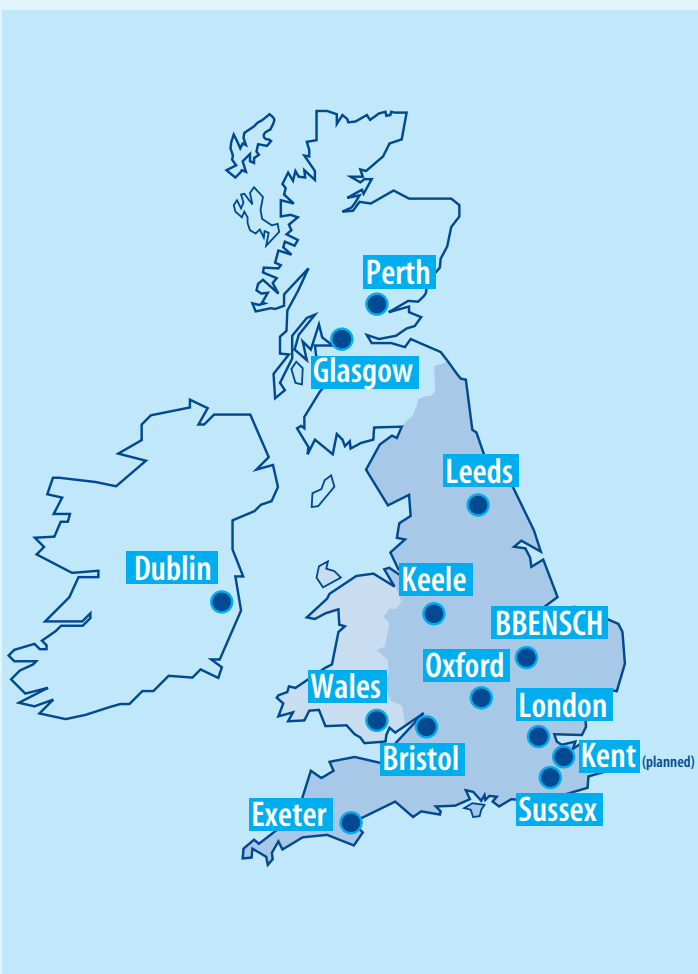 Perth
Glasgow
Leeds
Dublin
Keele
BBENSCH
Oxford
Wales
London
Bristol
Kent (planned)
Sussex
Exeter